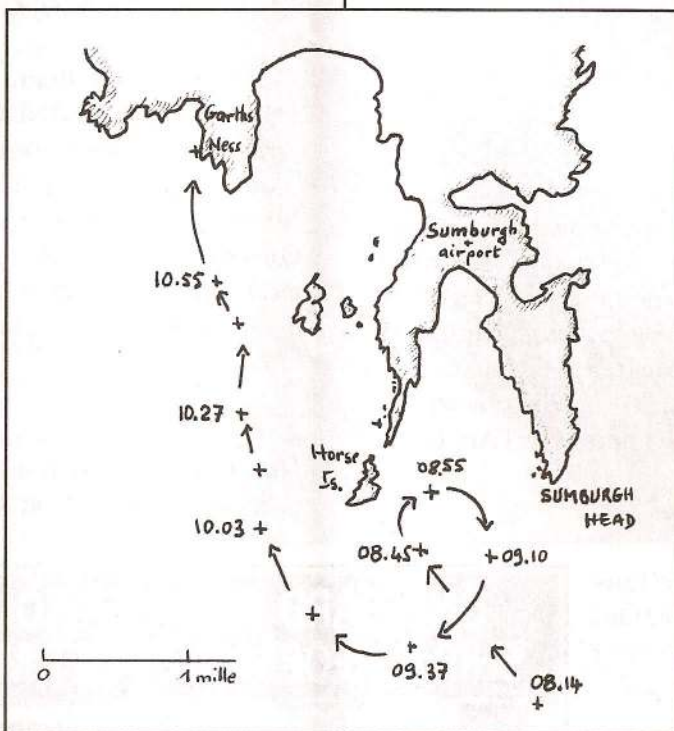 Garths
Ness
Sumburgh
airport
10.55
10.27
Horse
Is.
08.55
SUMBURGH
HEAD
10.03
08.45
09.10
09.37
08.14
0
1 mille